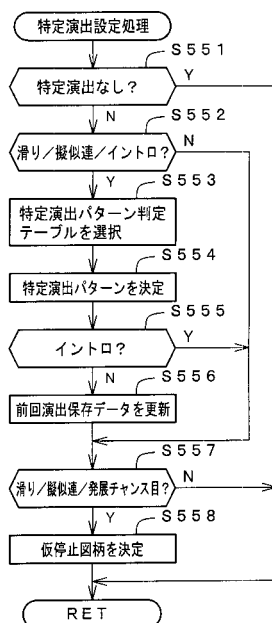 特定演出設定処理
S551
特定演出なし?
Y
N
S552
滑り/擬似連/イントロ?
N
Y
S553
特定演出パターン判定
テーブルを選択
S554
特定演出パターンを決定
S555
イントロ?
Y
N
S556
前回演出保存データを更新
S557
滑り/擬似連/発展チャンス目?
N
Y
S558
仮停止図柄を決定
RET